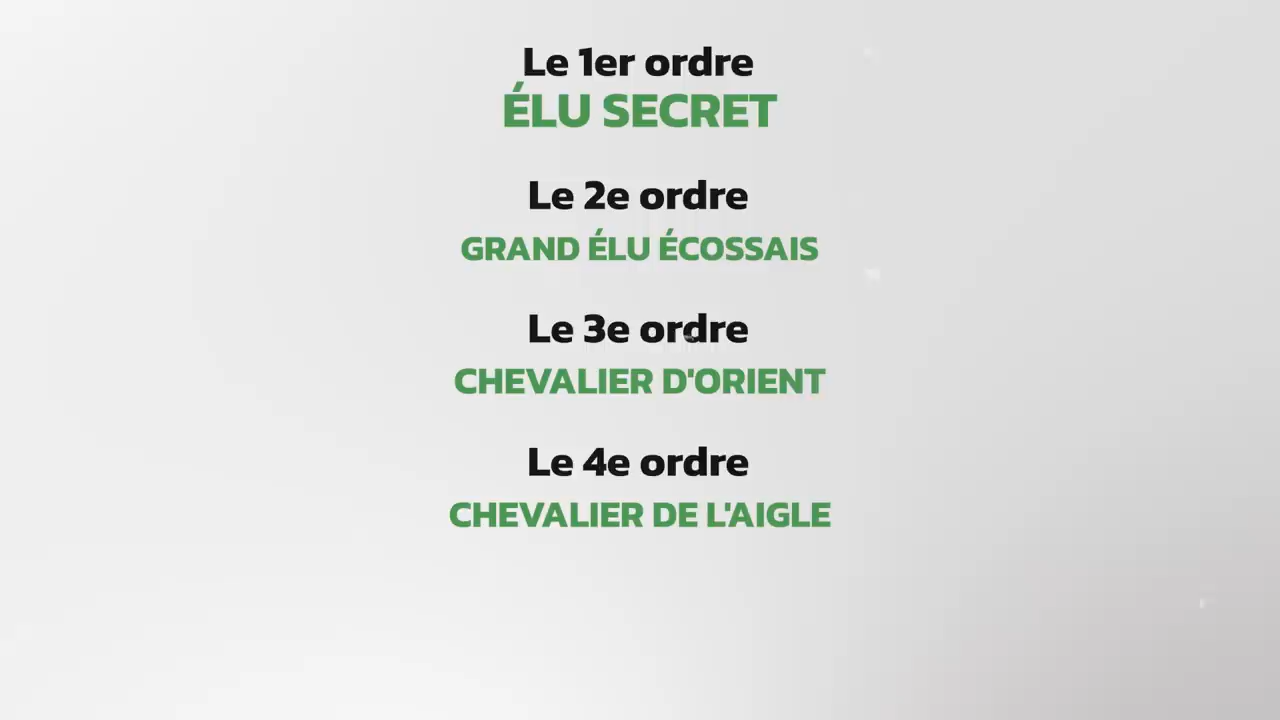 Le 1er ordre
ÉLU SECRET
Le 2e ordre
GRAND ÉLU ÉCOSSAIS
Le 3e ordre
CHEVALIER D'ORIENT
Le 4e ordre
CHEVALIER DE L'AIGLE